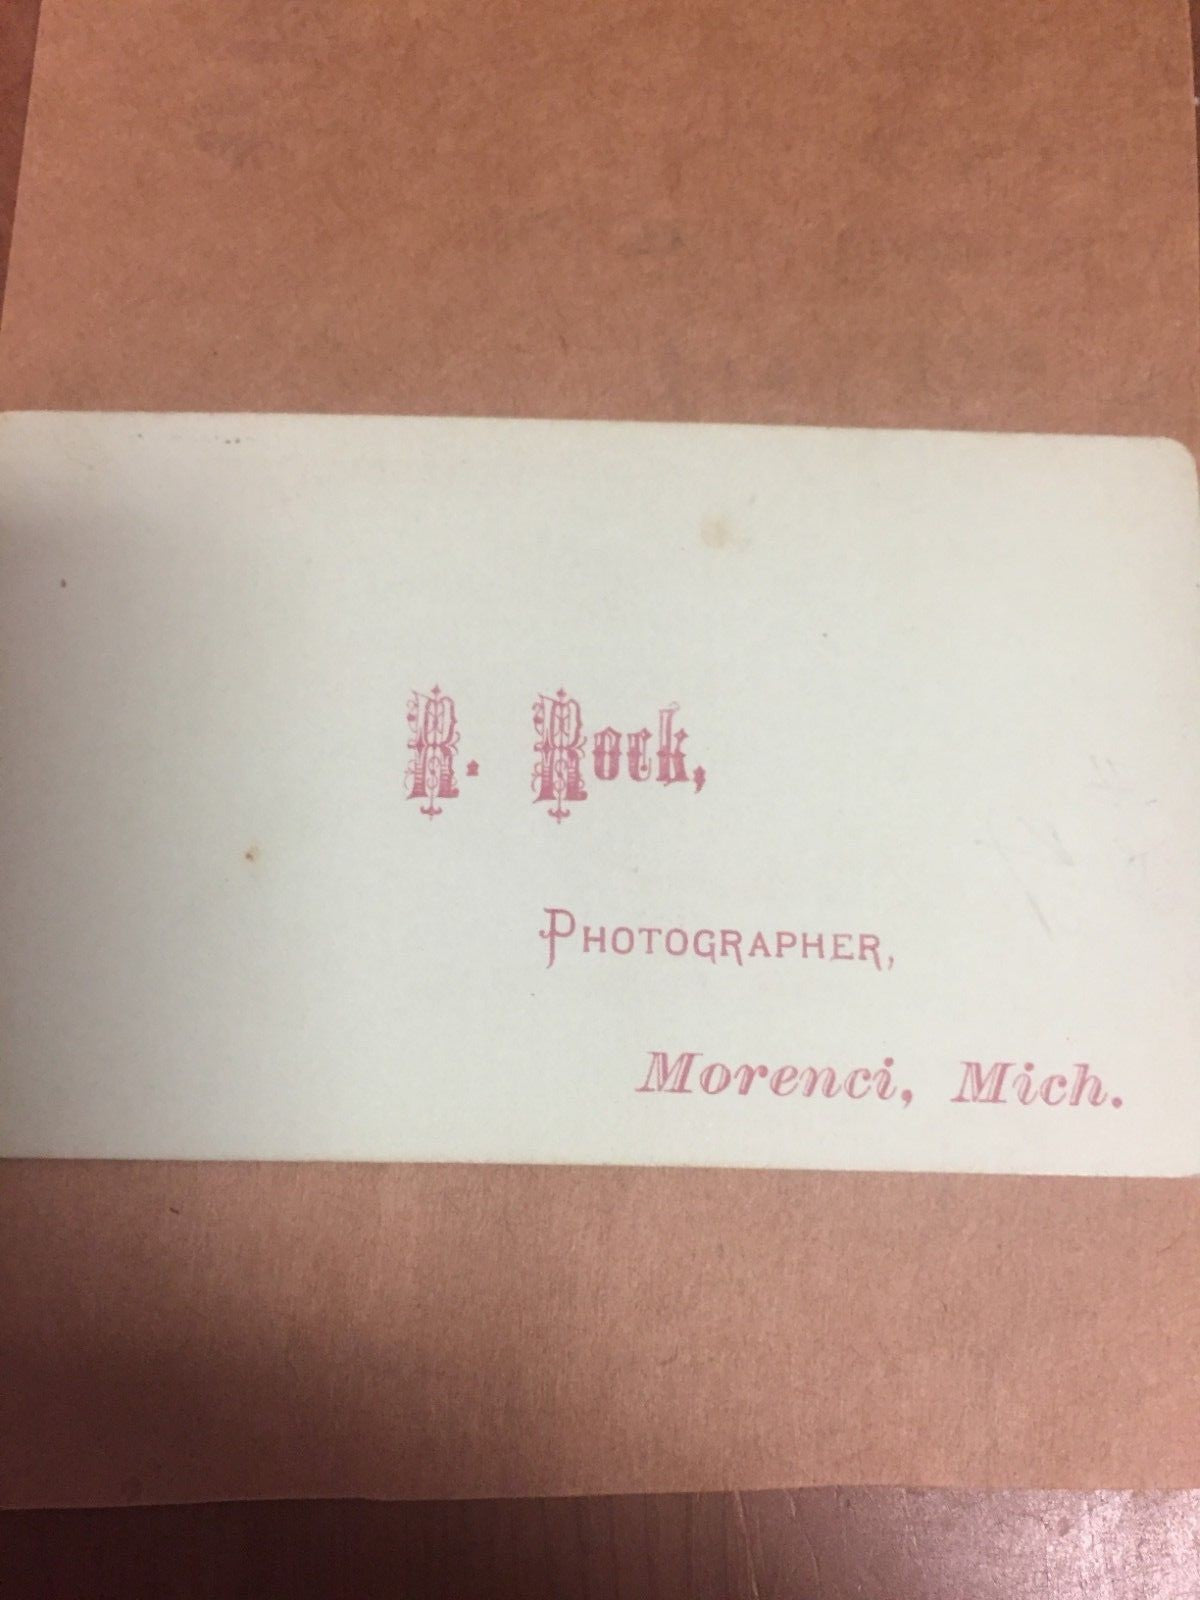 R. Rock,
PHOTOGRAPHER,
Morenci, Mich.